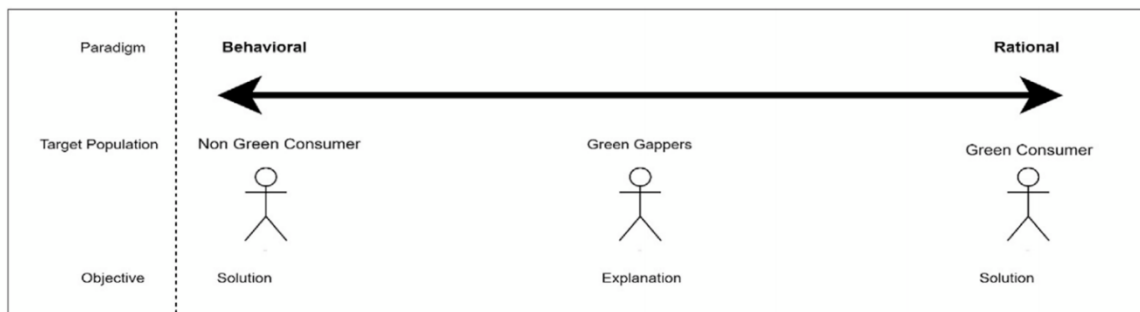 Paradigm Behavioral Rational
Target Population Non Green Consumer Green Gappers Green Consumer
Objective Solution Explanation Solution